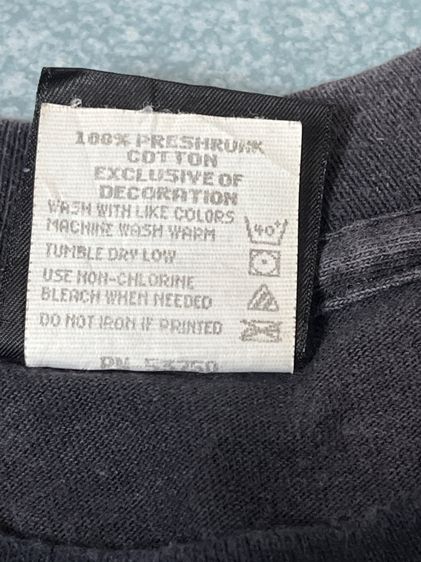 100% PRESHRUNK
COTTON
EXCLUSIVE OF
DECORATION
WASH WITH LIKE COLORS
MACHINE WASH WARM
40°
TUMBLE DRY LOW
USE NON-CHLORINE
BLEACH WHEN NEEDED
DO NOT IRON IF PRINTED
RN 53750